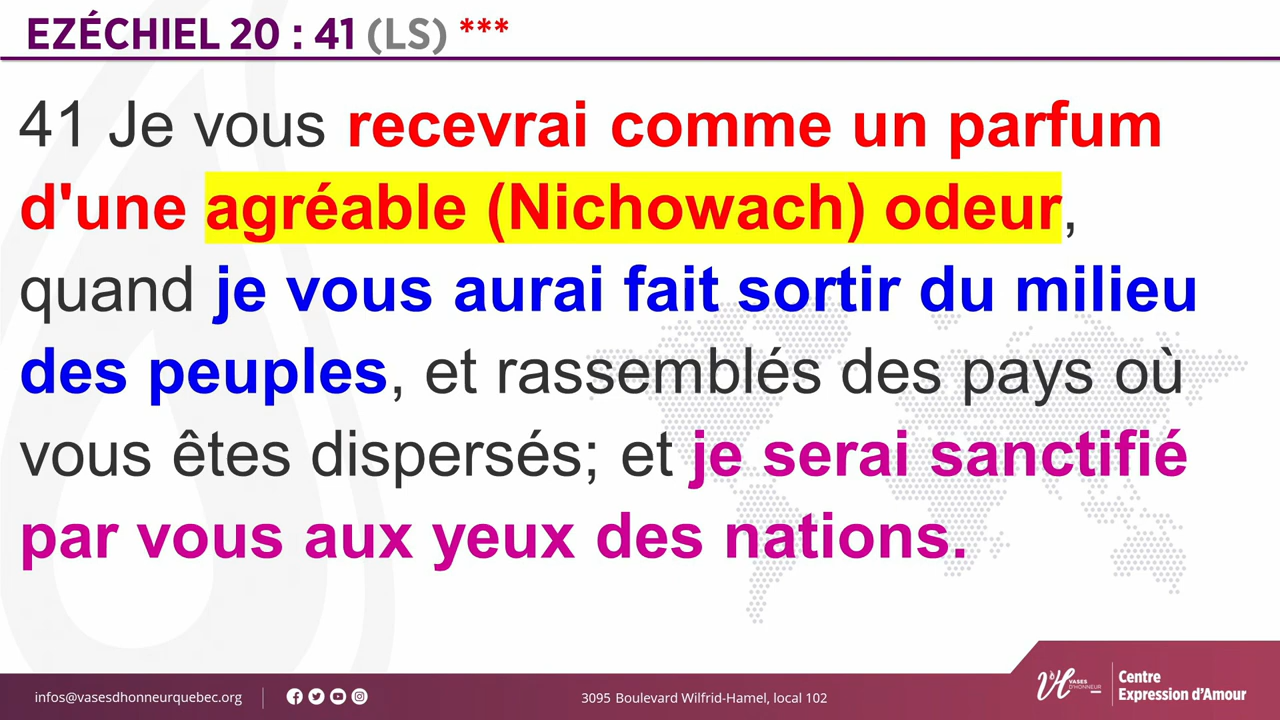 EZÉCHIEL 20 : 41 (LS) ***
41 Je vous recevrai comme un parfum
d'une agréable (Nichowach) odeur,
quand je vous aurai fait sortir du milieu
des peuples, et rassemblés des pays où
vous êtes dispersés; et je serai sanctifié
par vous aux yeux des nations.
infos@vasesdhonneurquebec.org
3095 Boulevard Wilfrid-Hamel, local 102
VH VASES D'HONNEUR
Centre
Expression d'Amour